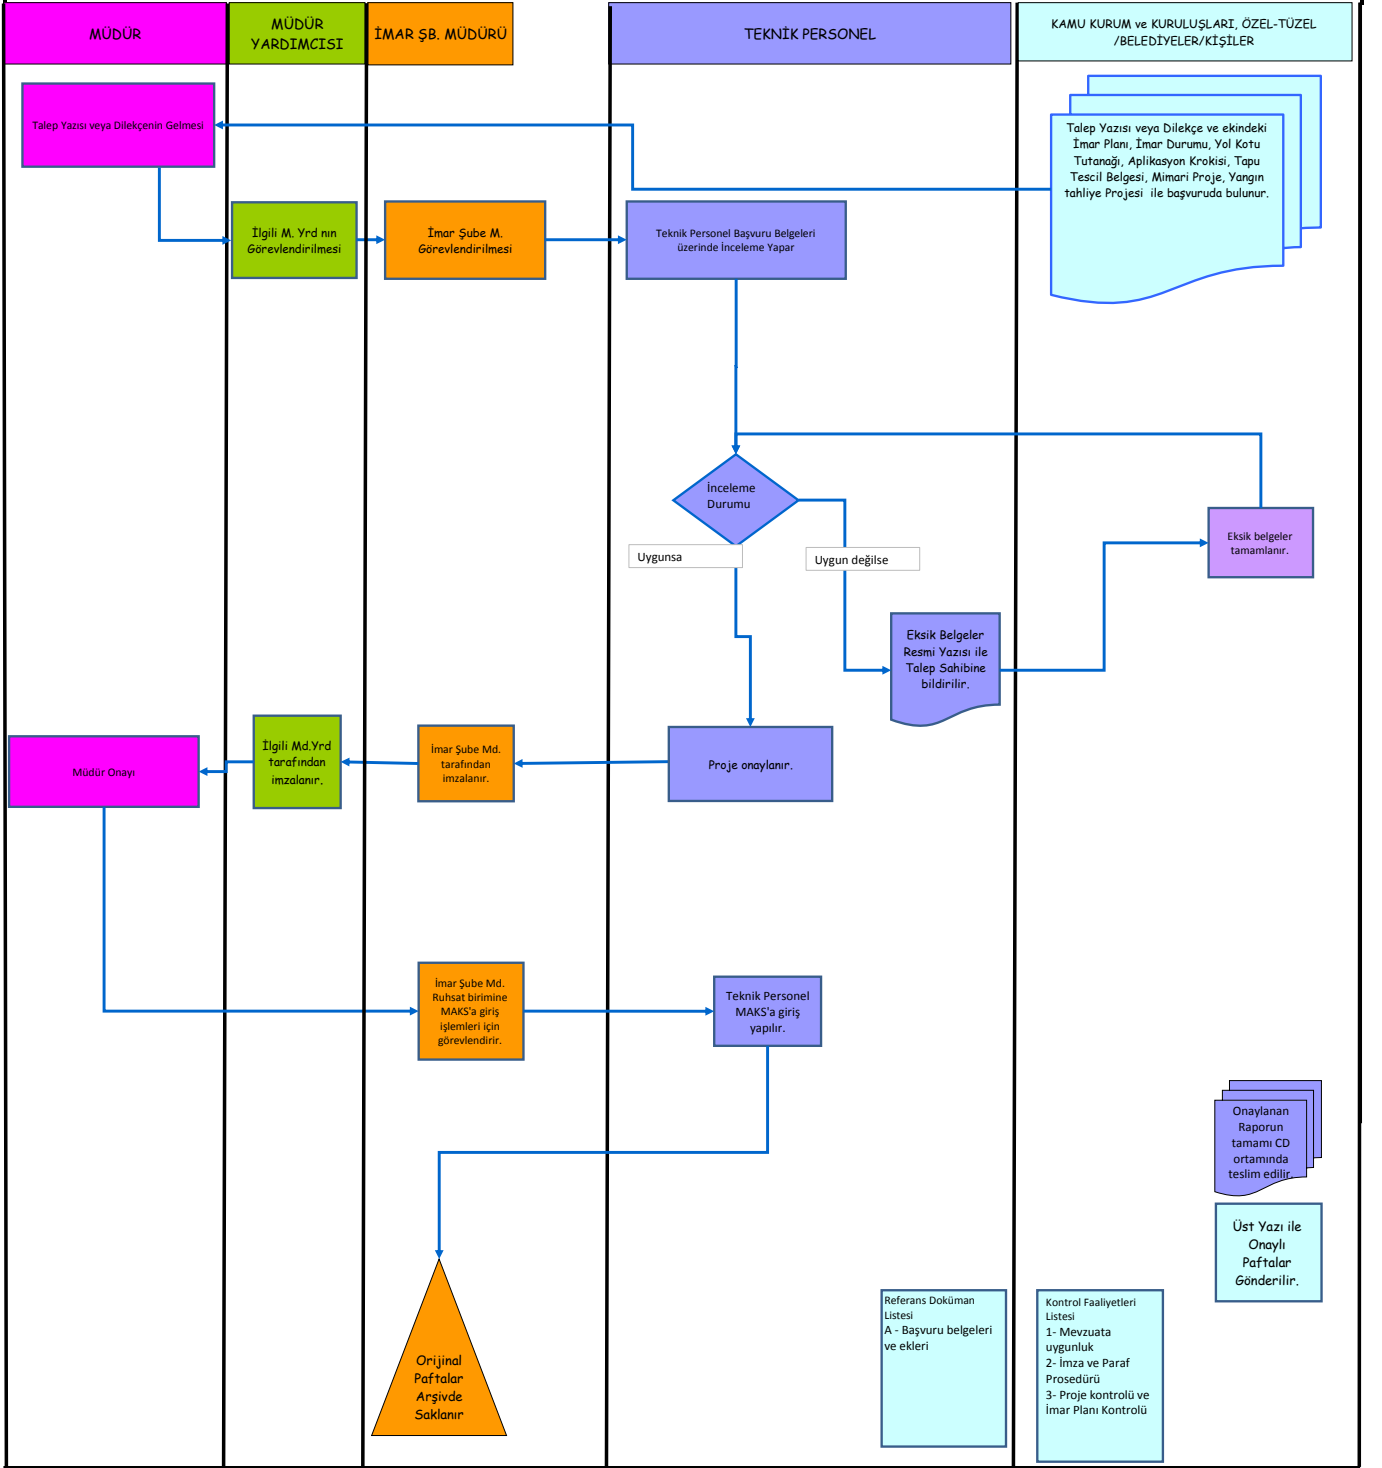 MÜDÜR
MÜDÜR
YARDIMCISI
İMAR ŞB. MÜDÜRÜ
TEKNİK PERSONEL
KAMU KURUM ve KURULUŞLARI, ÖZEL-TÜZEL
/BELEDİYELER/KİŞİLER
Talep Yazısı veya Dilekçenin Gelmesi
Talep Yazısı veya Dilekçe ve ekindeki
İmar Planı, İmar Durumu, Yol Kotu
Tutanağı, Aplikasyon Krokisi, Tapu
Tescil Belgesi, Mimari Proje, Yangın
tahliye Projesi ile başvuruda bulunur.
İlgili M. Yrd nın
Görevlendirilmesi
İmar Şube M.
Görevlendirilmesi
Teknik Personel Başvuru Belgeleri
üzerinde İnceleme Yapar
İnceleme
Durumu
Uygunsa
Uygun değilse
Eksik belgeler
tamamlanır.
Eksik Belgeler
Resmi Yazısı ile
Talep Sahibine
bildirilir.
Müdür Onayı
İlgili Md.Yrd
tarafından
imzalanır.
İmar Şube Md.
tarafından
imzalanır.
Proje onaylanır.
İmar Şube Md.
Ruhsat birimine
MAKS'a giriş
işlemleri için
görevlendirir.
Teknik Personel
MAKS'a giriş
yapılır.
Onaylanan
Raporun
tamamı CD
ortamında
teslim edilir.
Üst Yazı ile
Onaylı
Paftalar
Gönderilir.
Orijinal
Paftalar
Arşivde
Saklanır
Referans Doküman
Listesi
A - Başvuru belgeleri
ve ekleri
Kontrol Faaliyetleri
Listesi
1- Mevzuata
uygunluk
2- İmza ve Paraf
Prosedürü
3- Proje kontrolü ve
İmar Planı Kontrolü